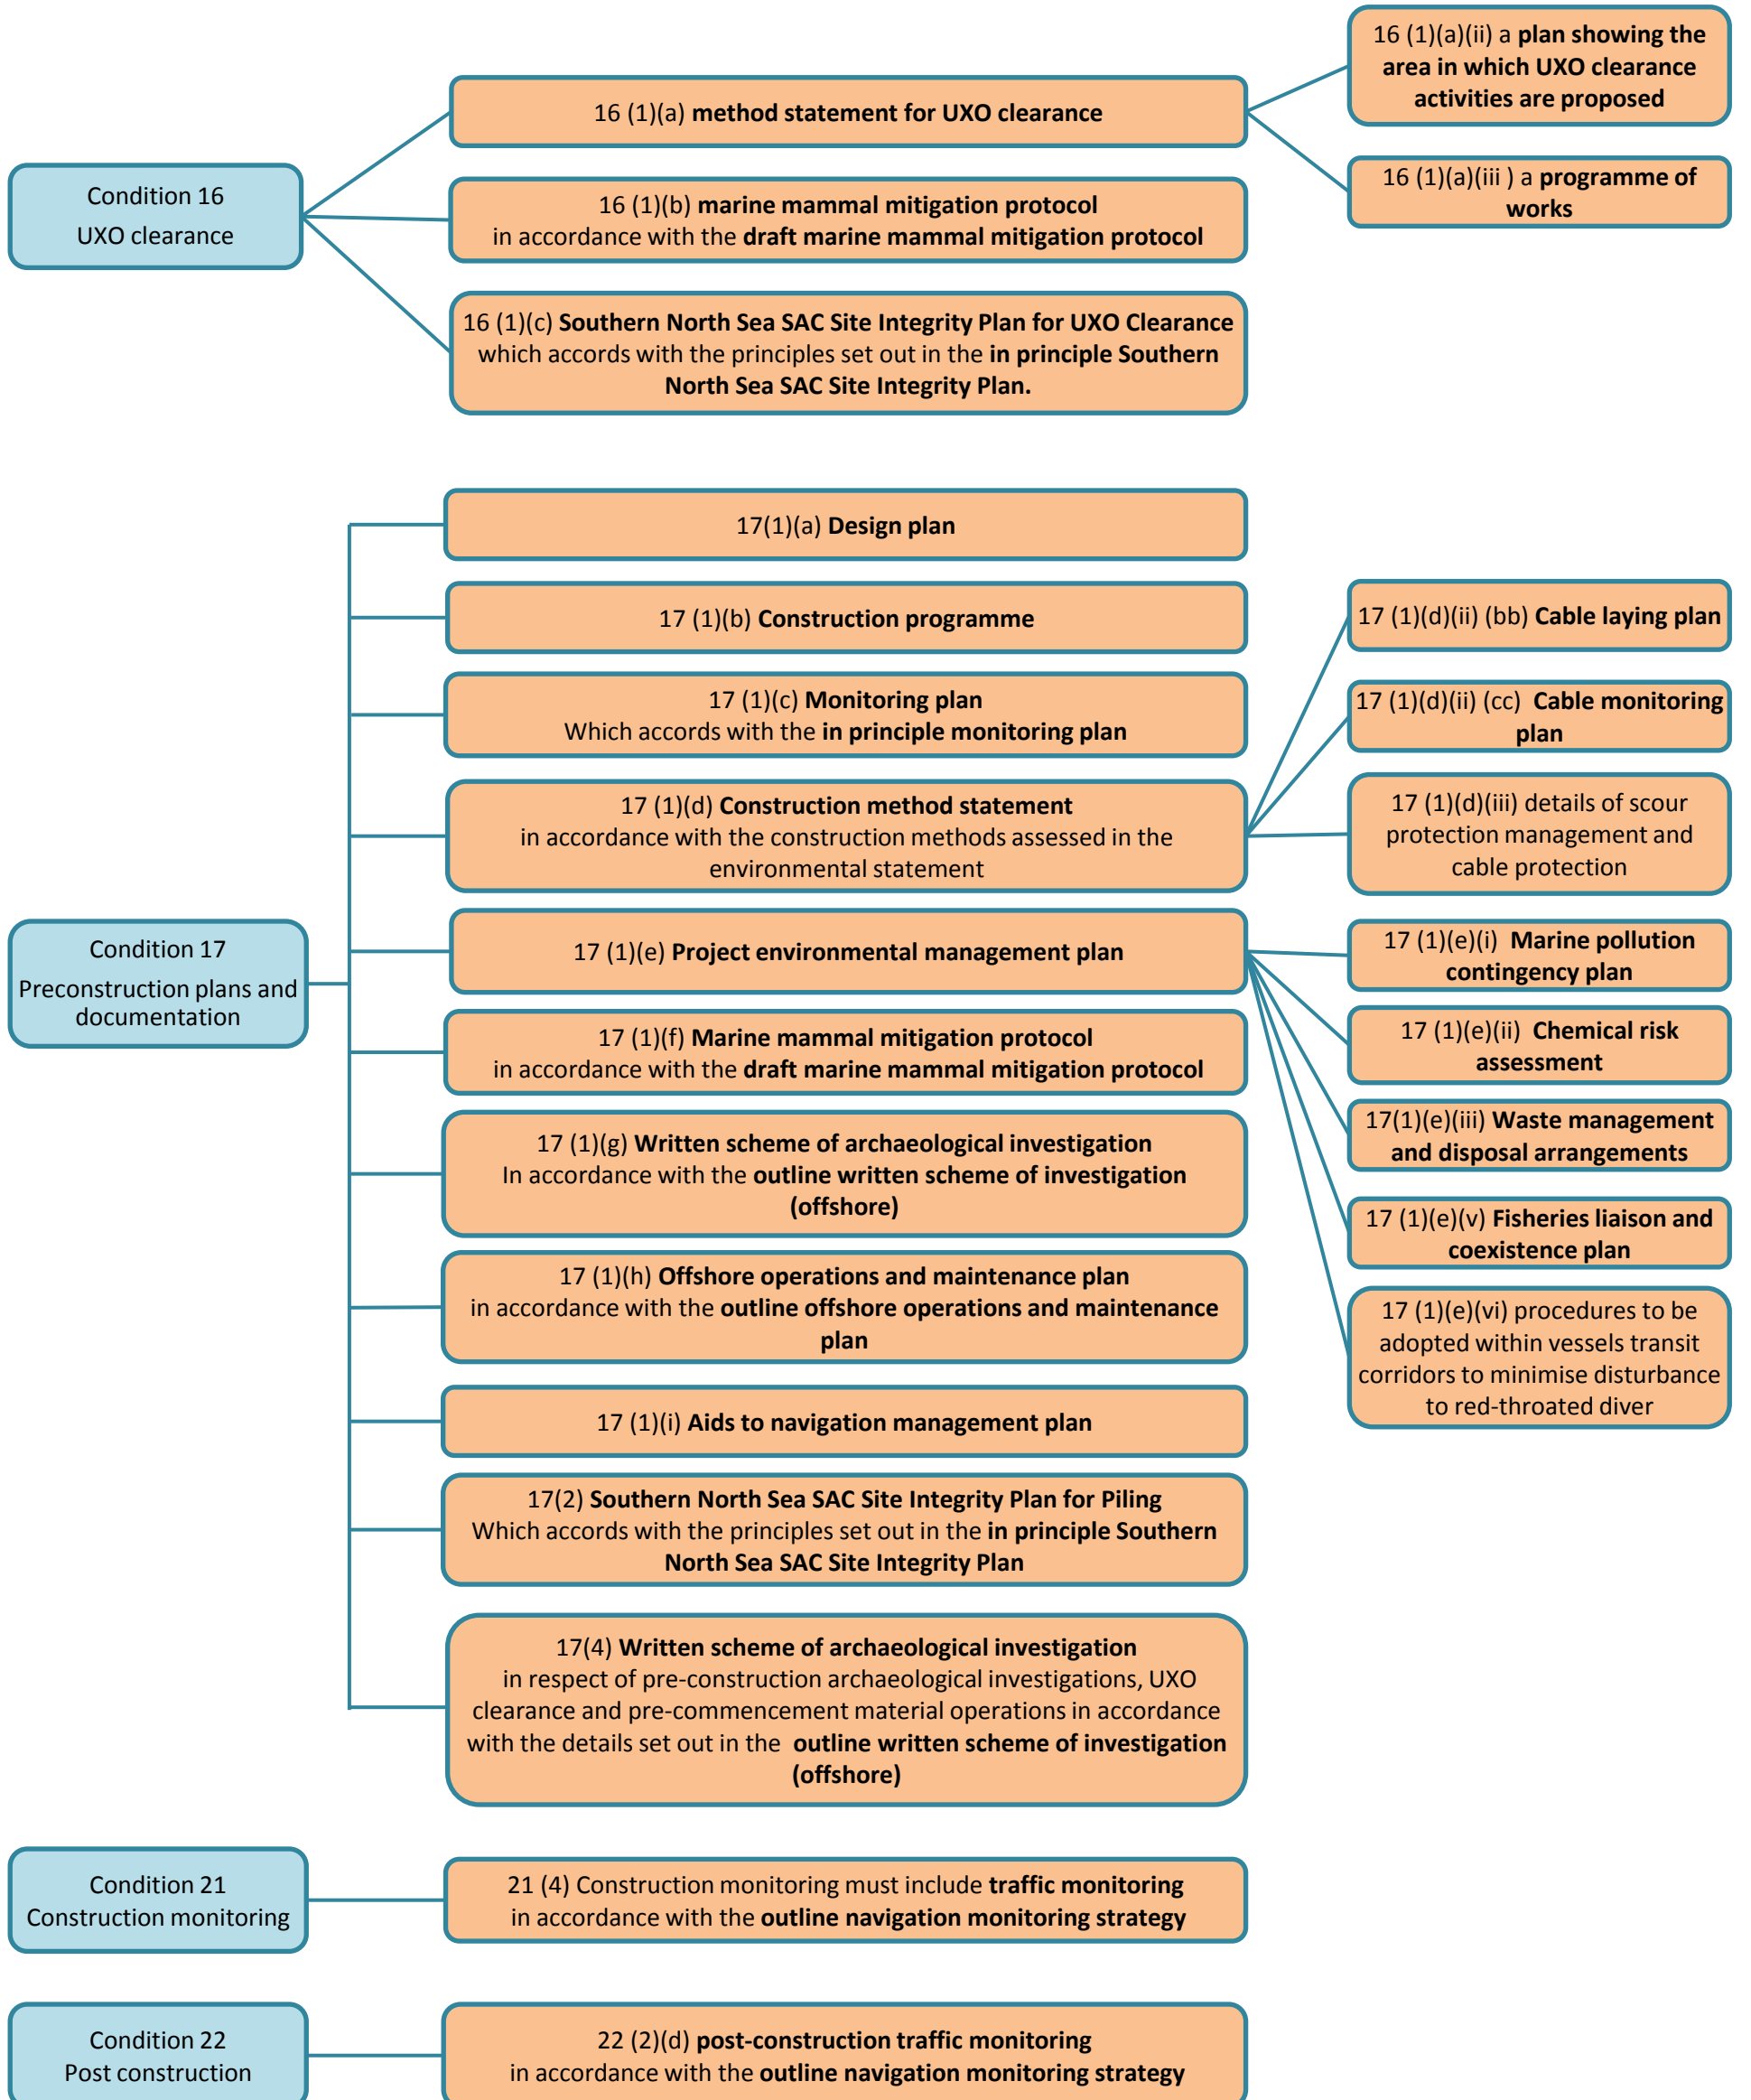 Condition 16
UXO clearance
16 (1)(a) method statement for UXO clearance
16 (1)(a)(ii) a plan showing the
area in which UXO clearance
activities are proposed
16 (1)(a)(iii ) a programme of
works
16 (1)(b) marine mammal mitigation protocol
in accordance with the draft marine mammal mitigation protocol
16 (1)(c) Southern North Sea SAC Site Integrity Plan for UXO Clearance
which accords with the principles set out in the in principle Southern
North Sea SAC Site Integrity Plan.
Condition 17
Preconstruction plans and
documentation
17(1)(a) Design plan
17 (1)(b) Construction programme
17 (1)(c) Monitoring plan
Which accords with the in principle monitoring plan
17 (1)(d) Construction method statement
in accordance with the construction methods assessed in the
environmental statement
17 (1)(d)(ii) (bb) Cable laying plan
17 (1)(d)(ii) (cc) Cable monitoring
plan
17 (1)(d)(iii) details of scour
protection management and
cable protection
17 (1)(e) Project environmental management plan
17 (1)(e)(i) Marine pollution
contingency plan
17 (1)(e)(ii) Chemical risk
assessment
17(1)(e)(iii) Waste management
and disposal arrangements
17 (1)(e)(v) Fisheries liaison and
coexistence plan
17 (1)(e)(vi) procedures to be
adopted within vessels transit
corridors to minimise disturbance
to red-throated diver
17 (1)(f) Marine mammal mitigation protocol
in accordance with the draft marine mammal mitigation protocol
17 (1)(g) Written scheme of archaeological investigation
In accordance with the outline written scheme of investigation
(offshore)
17 (1)(h) Offshore operations and maintenance plan
in accordance with the outline offshore operations and maintenance
plan
17 (1)(i) Aids to navigation management plan
17(2) Southern North Sea SAC Site Integrity Plan for Piling
Which accords with the principles set out in the in principle Southern
North Sea SAC Site Integrity Plan
17(4) Written scheme of archaeological investigation
in respect of pre-construction archaeological investigations, UXO
clearance and pre-commencement material operations in accordance
with the details set out in the outline written scheme of investigation
(offshore)
Condition 21
Construction monitoring
21 (4) Construction monitoring must include traffic monitoring
in accordance with the outline navigation monitoring strategy
Condition 22
Post construction
22 (2)(d) post-construction traffic monitoring
in accordance with the outline navigation monitoring strategy